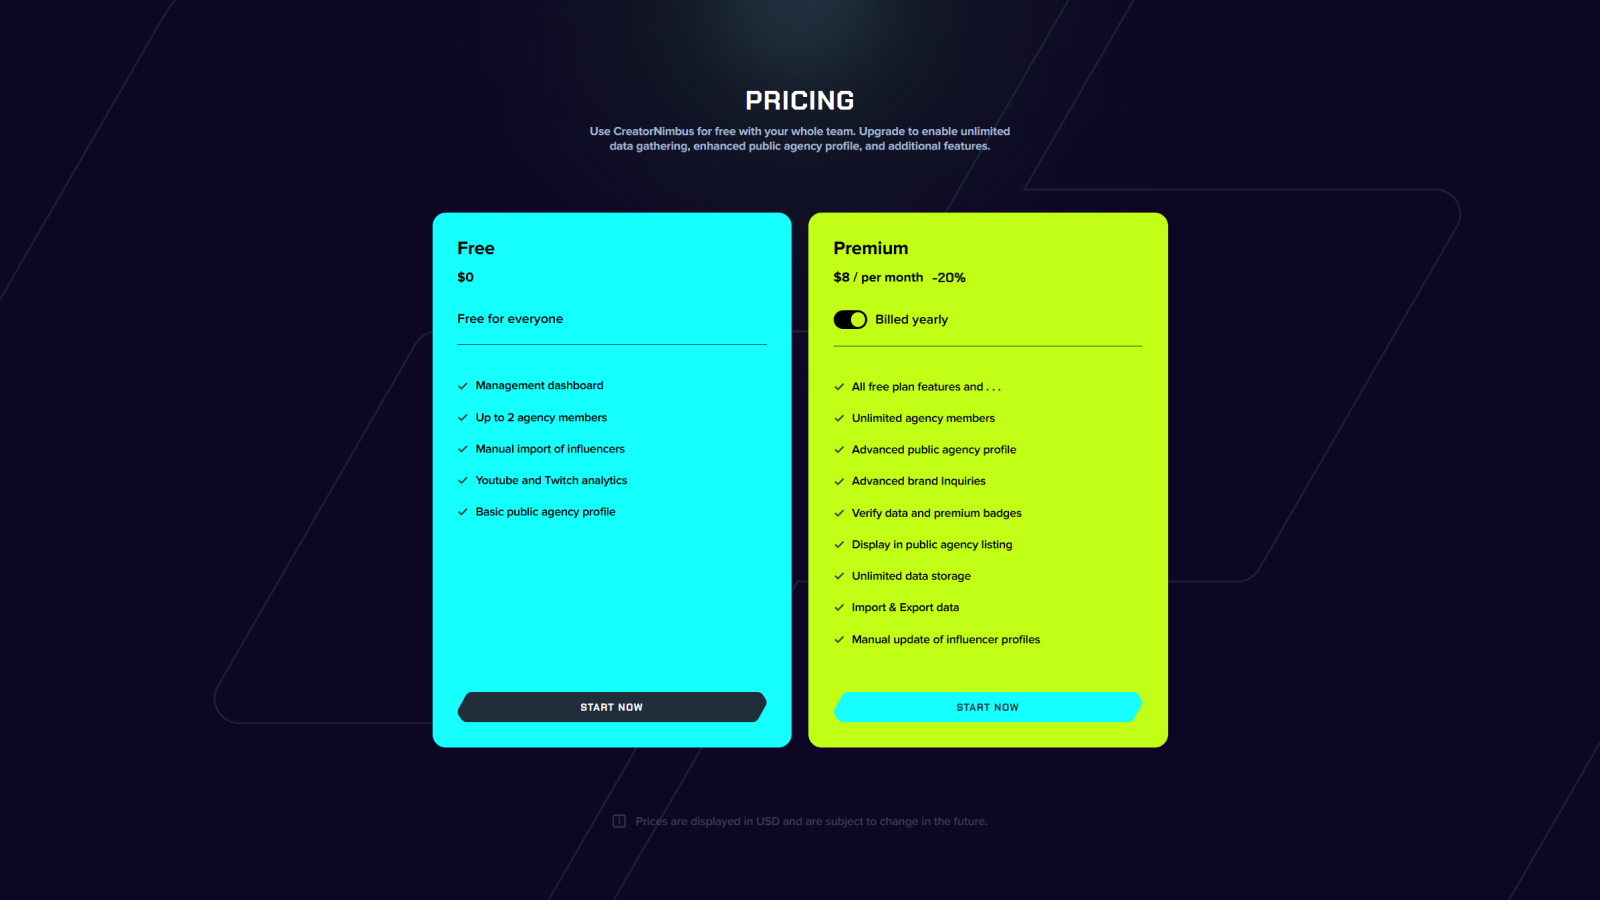 PRICING
Use CreatorNimbus for free with your whole team. Upgrade to enable unlimited
data gathering, enhanced public agency profile, and additional features.
Free
$0
Free for everyone
Management dashboard
Up to 2 agency members
Manual import of influencers
Youtube and Twitch analytics
Basic public agency profile
START NOW
Premium
$8 / per month -20%
Billed yearly
All free plan features and . . .
Unlimited agency members
Advanced public agency profile
Advanced brand Inquiries
Verify data and premium badges
Display in public agency listing
Unlimited data storage
Import & Export data
Manual update of influencer profiles
START NOW
Prices are displayed in USD and are subject to change in the future.